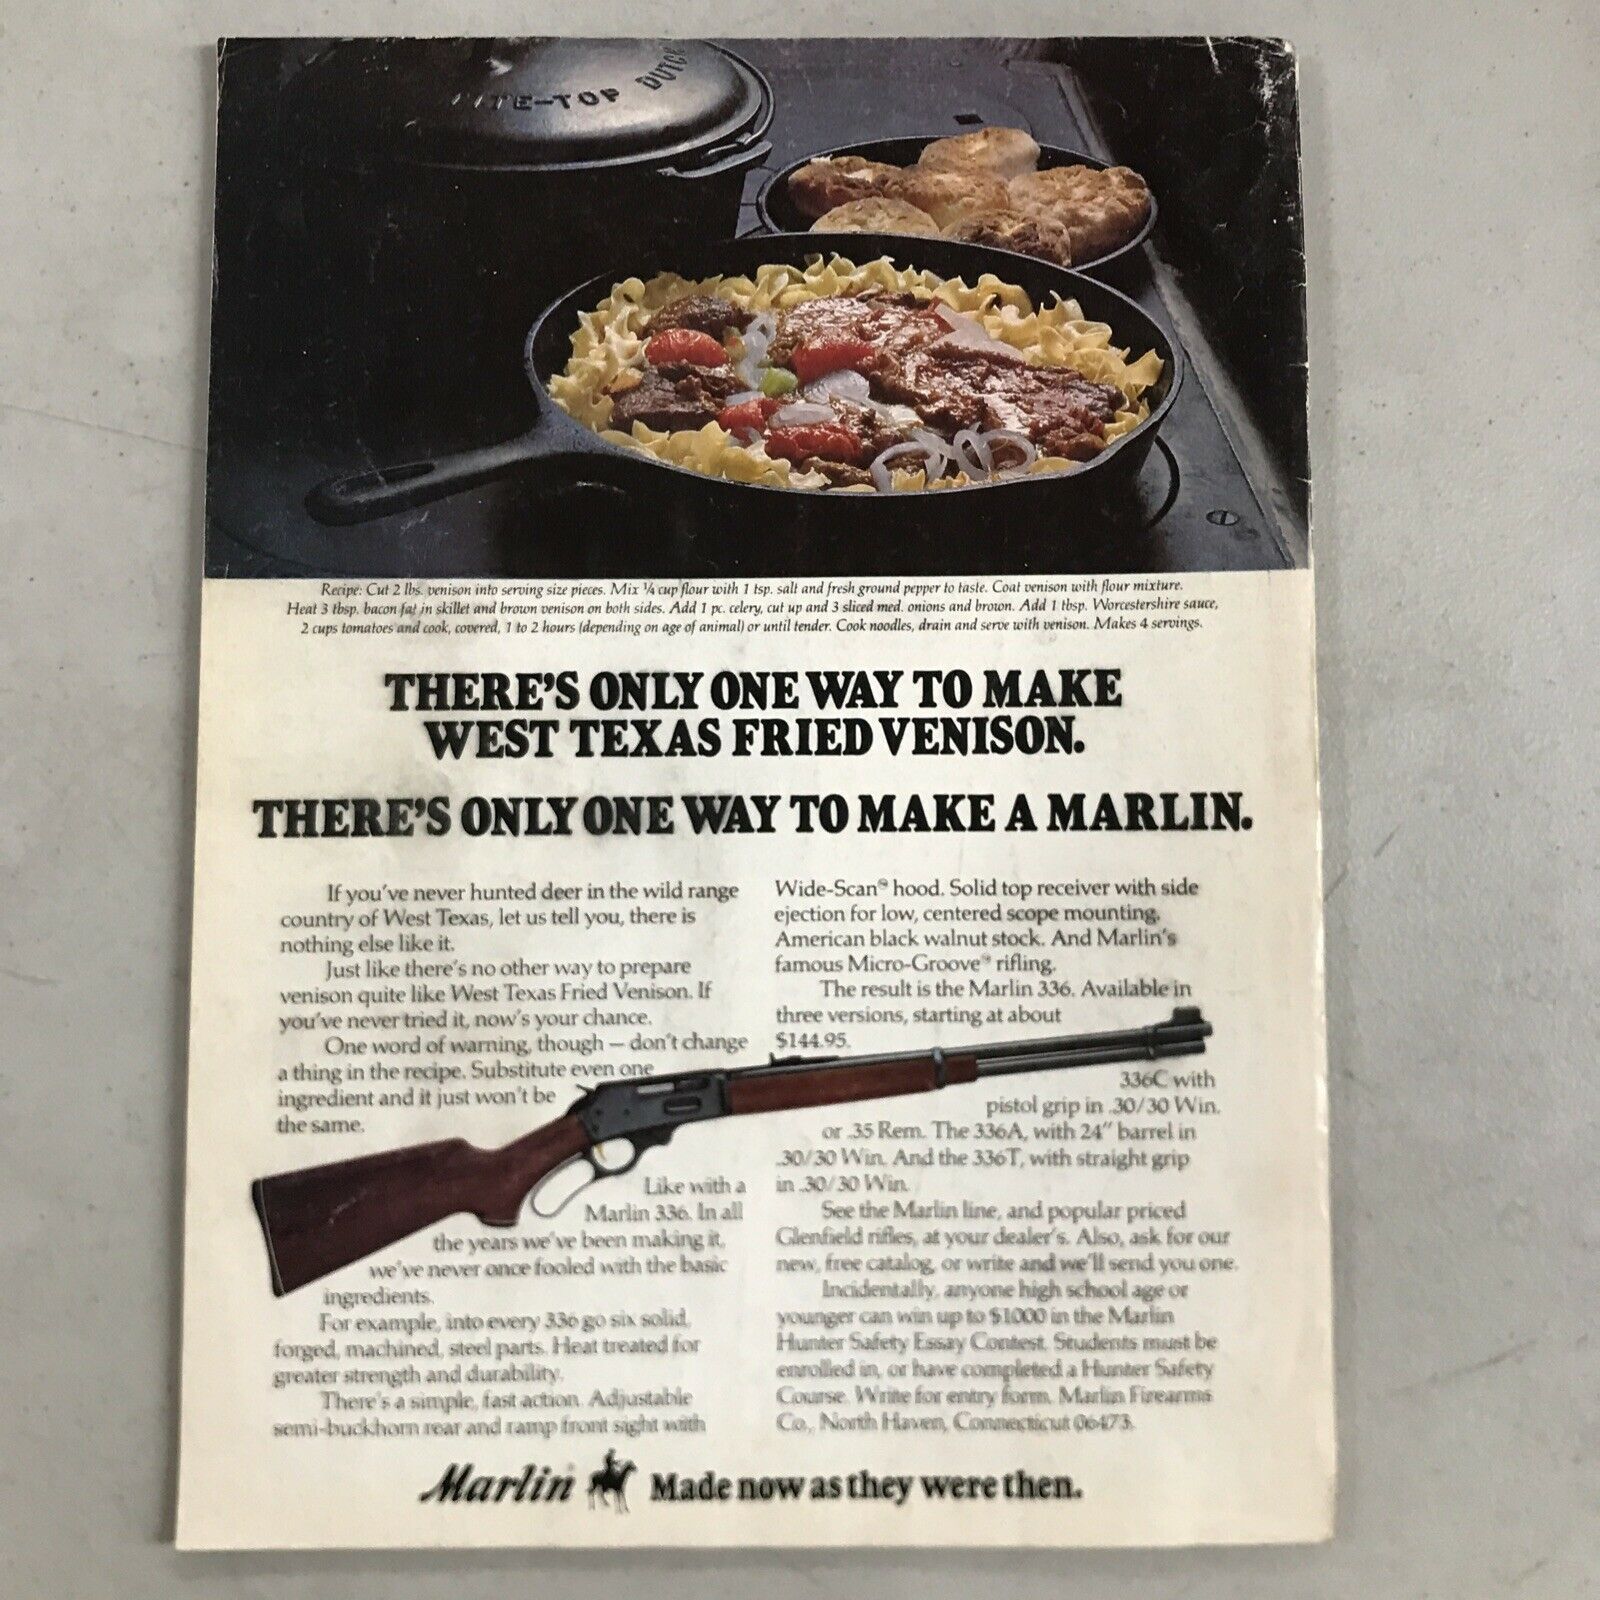 ITE-TOP DUTCH
Recipe: Cut 2 lbs. venison into serving size pieces. Mix ¼ cup flour with 1 tsp. salt and fresh ground pepper to taste. Coat venison with flour mixture.
Heat 3 tbsp. bacon fat in skillet and brown venison on both sides. Add 1 pc. celery, cut up and 3 sliced med. onions and brown. Add 1 tbsp. Worcestershire sauce,
2 cups tomatoes and cook, covered, 1 to 2 hours (depending on age of animal) or until tender. Cook noodles, drain and serve with venison. Makes 4 servings.
THERE'S ONLY ONE WAY TO MAKE
WEST TEXAS FRIED VENISON.
THERE'S ONLY ONE WAY TO MAKE A MARLIN.
If you've never hunted deer in the wild range
country of West Texas, let us tell you, there is
nothing else like it.
Just like there's no other way to prepare
venison quite like West Texas Fried Venison. If
you've never tried it, now's your chance.
One word of warning, though — don't change
a thing in the recipe. Substitute even one
ingredient and it just won't be
the same.
Like with a
Marlin 336. In all
the years we've been making it,
we've never once fooled with the basic
ingredients.
For example, into every 336 go six solid,
forged, machined, steel parts. Heat treated for
greater strength and durability.
There's a simple, fast action. Adjustable
semi-buckhorn rear and ramp front sight with
Wide-Scan™ hood. Solid top receiver with side
ejection for low, centered scope mounting.
American black walnut stock. And Marlin's
famous Micro-Groove™ rifling.
The result is the Marlin 336. Available in
three versions, starting at about
$144.95.
336C with
pistol grip in .30/30 Win.
or .35 Rem. The 336A, with 24" barrel in
.30/30 Win. And the 336T, with straight grip
in .30/30 Win.
See the Marlin line, and popular priced
Glenfield rifles, at your dealer's. Also, ask for our
new, free catalog, or write and we'll send you one.
Incidentally, anyone high school age or
younger can win up to $1000 in the Marlin
Hunter Safety Essay Contest. Students must be
enrolled in, or have completed a Hunter Safety
Course. Write for entry form. Marlin Firearms
Co., North Haven, Connecticut 06473.
Marlin Made now as they were then.